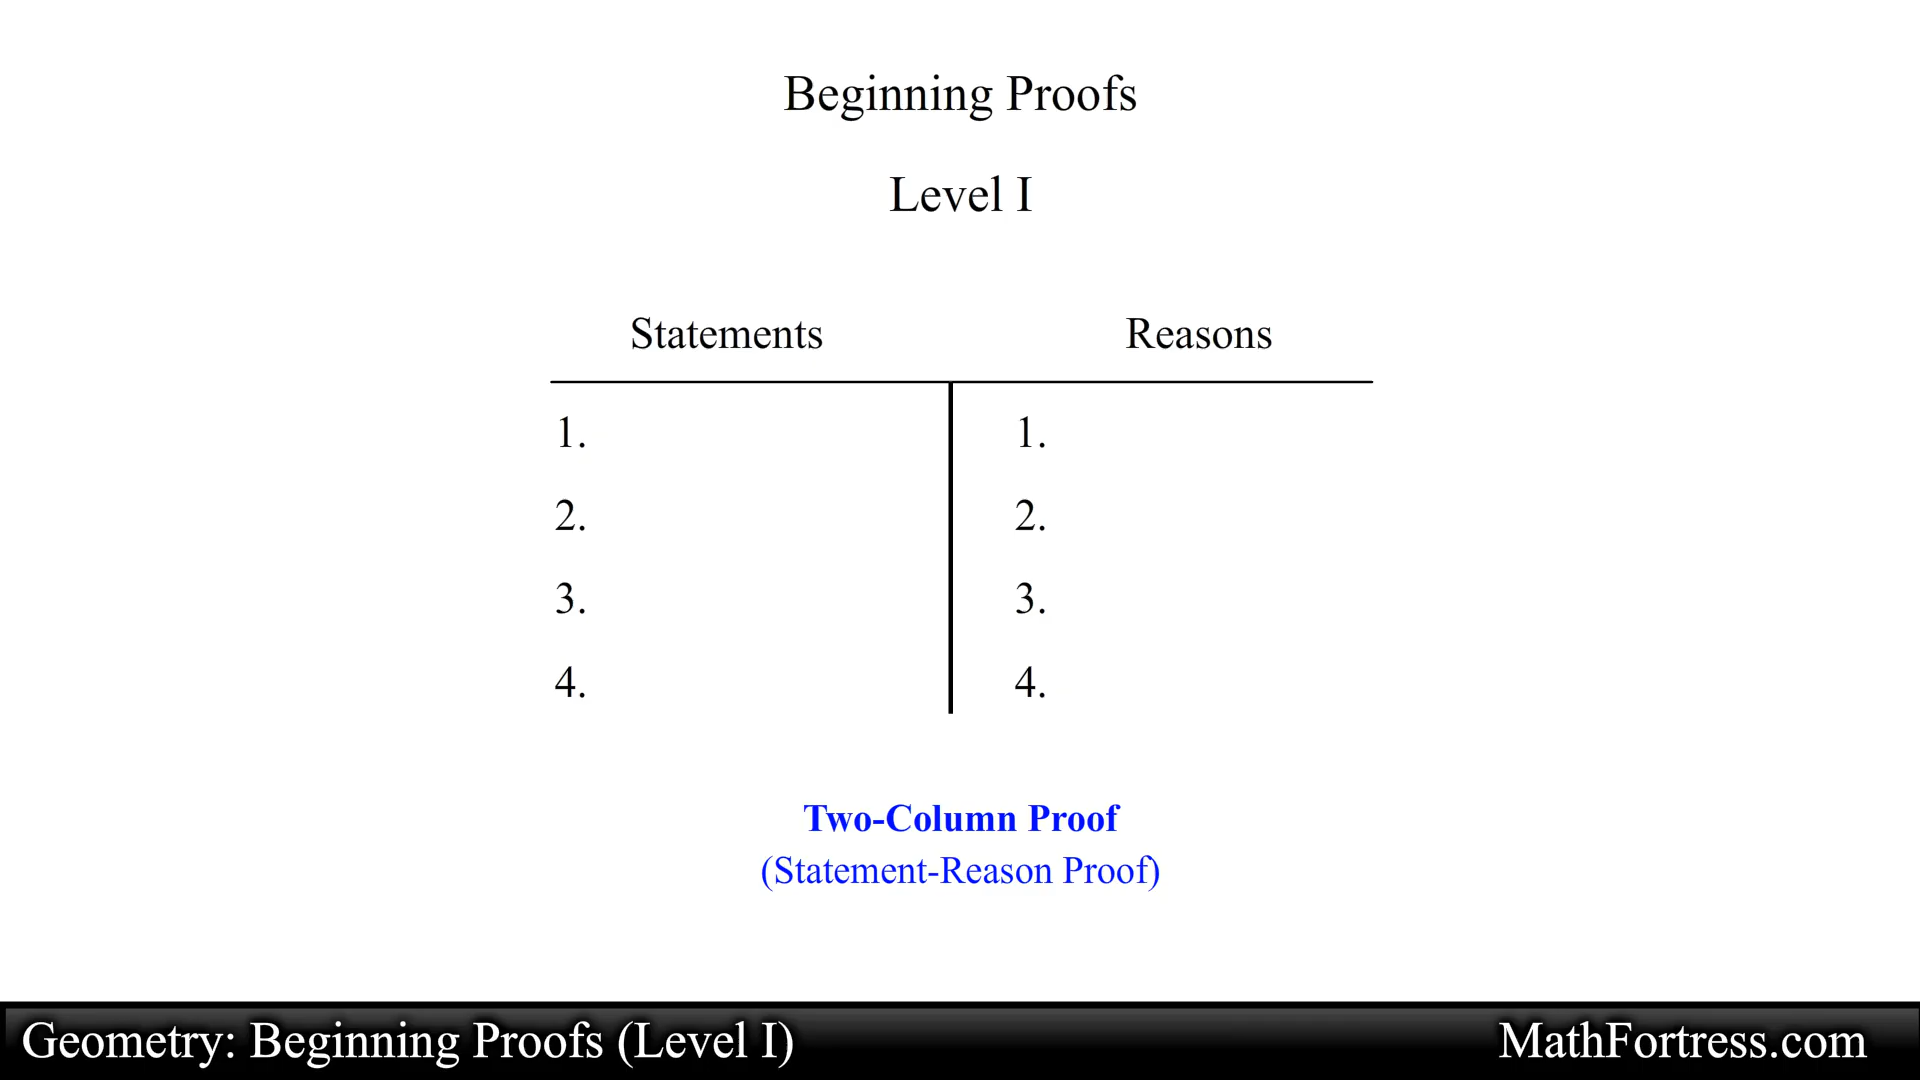 Beginning Proofs
Level I
Statements Reasons
1. 1.
2. 2.
3. 3.
4. 4.
Two-Column Proof
(Statement-Reason Proof)
Geometry: Beginning Proofs (Level I) MathFortress.com